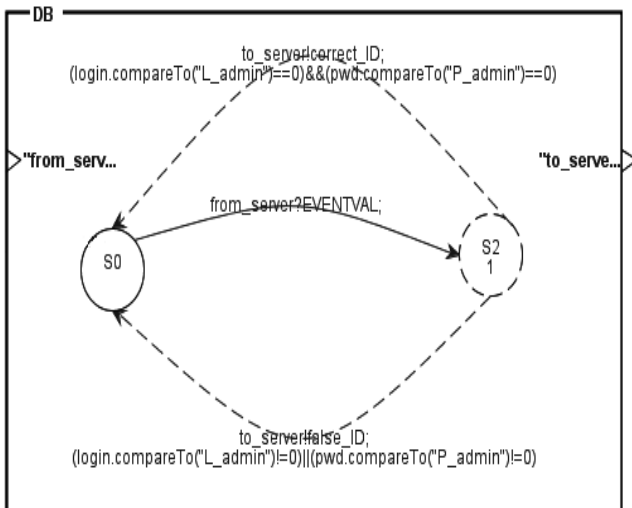 DB
to_server!correct_ID;
(login.compareTo("L_admin")==0)&&(pwd.compareTo("P_admin")==0)
"from_serv...
"to_serve...
from_server?EVENTVAL;
S0
S2
1
to_server!false_ID;
(login.compareTo("L_admin")!=0)||(pwd.compareTo("P_admin")!=0)